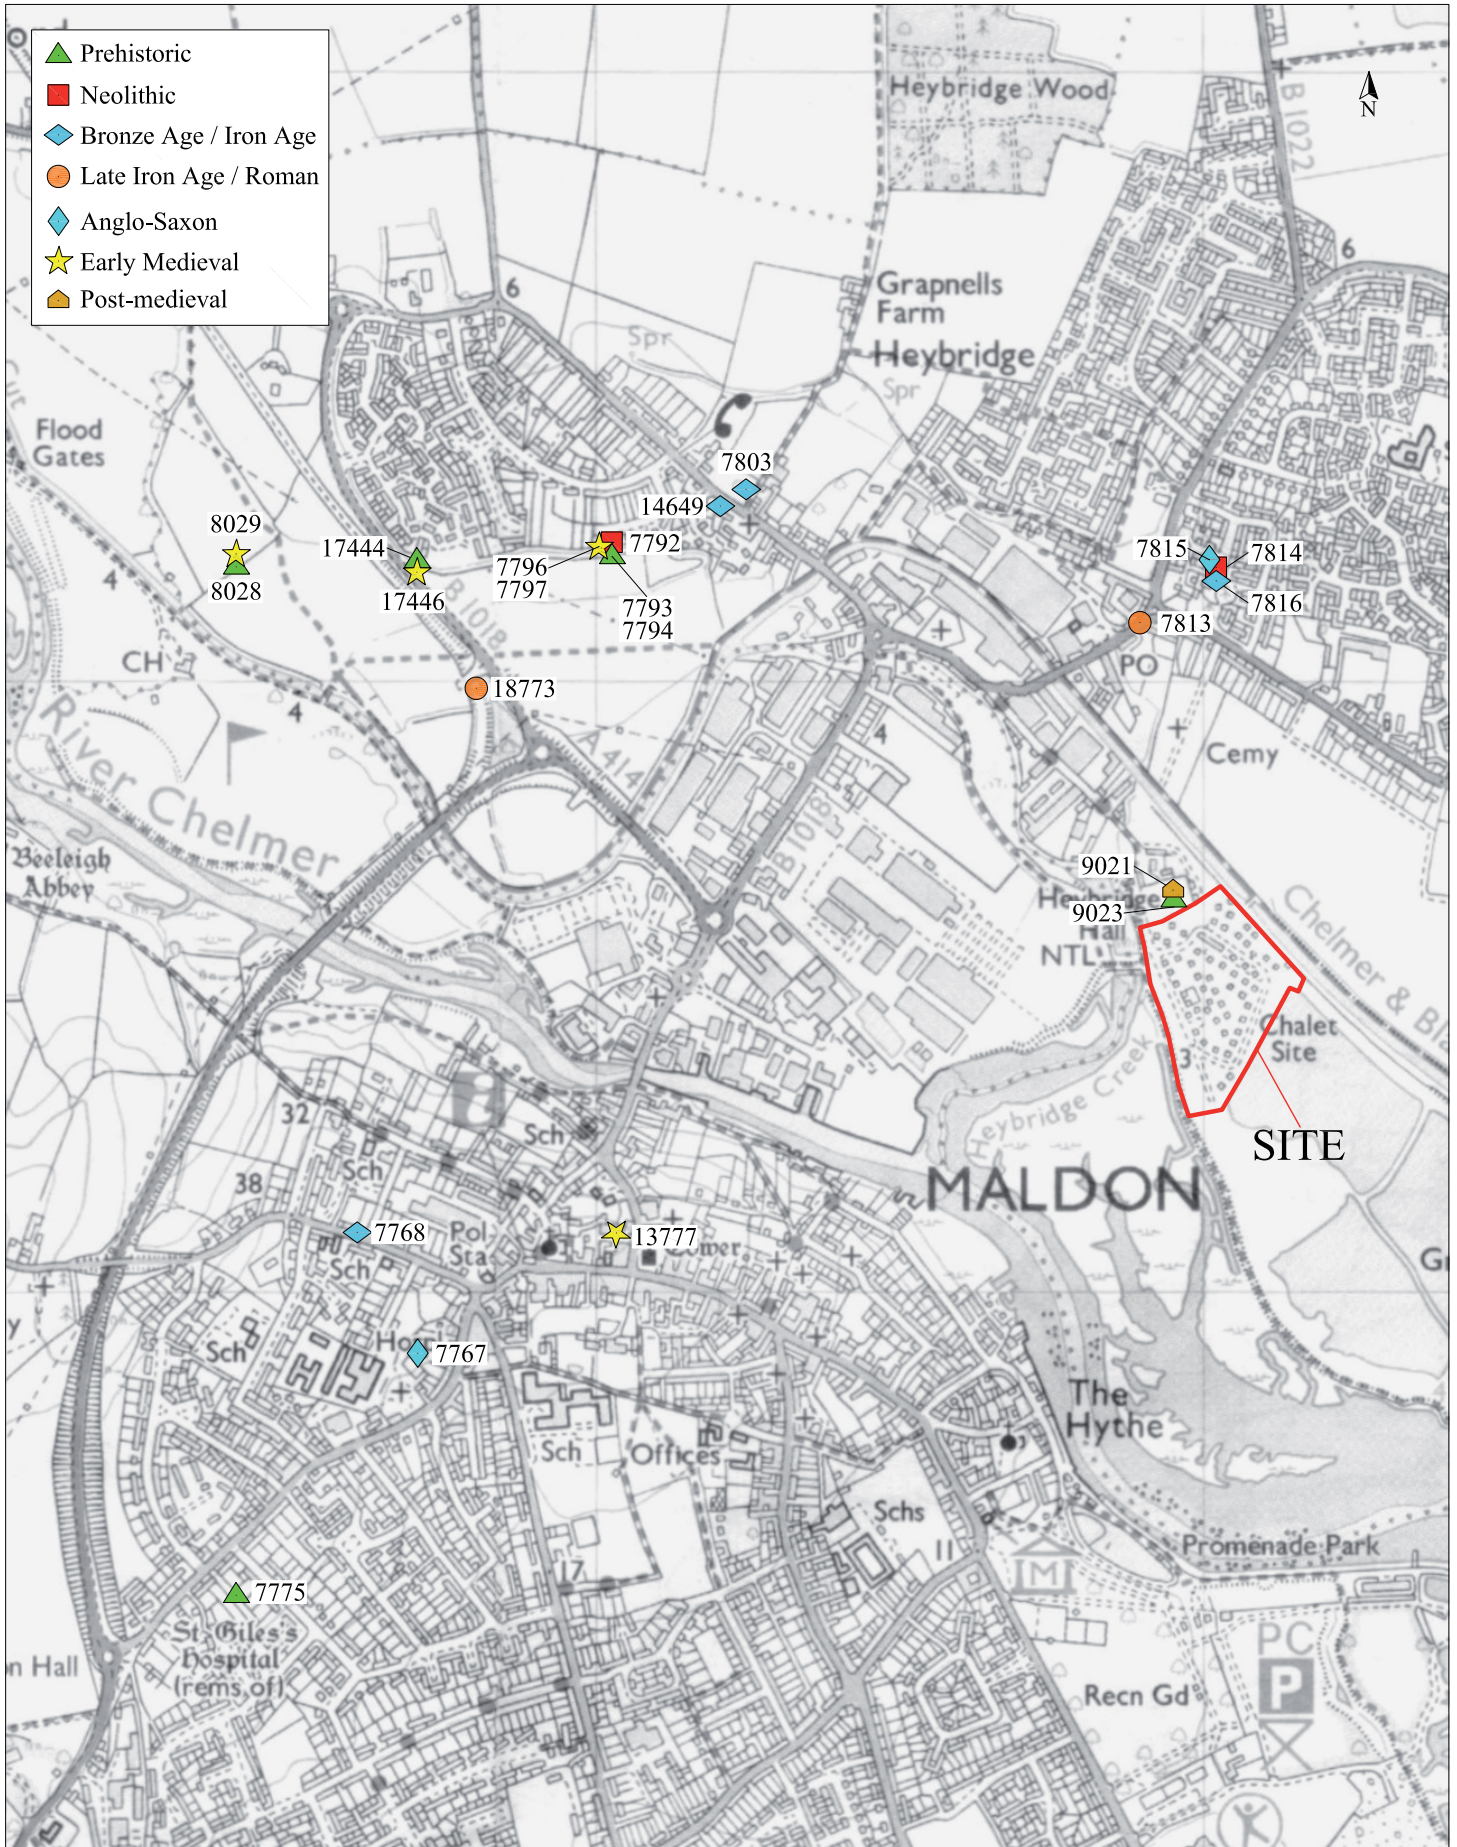 Prehistoric
Neolithic
Bronze Age / Iron Age
Late Iron Age / Roman
Anglo-Saxon
Early Medieval
Post-medieval
N
Heybridge Wood
B 1022
6
6
Grapnells
Farm
Heybridge
Spr
Spr
Flood
Gates
7803
14649
8029
8028
17444
17446
7796
7797
7792
7793
7794
7815
7814
7816
7813
4
CH
4
18773
PO
River Chelmer
A 414
4
B 1018
Cemy
Beeleigh
Abbey
9021
9023
Heybridge
Hall
NTL
Chelmer & Bl
Chalet
Site
3
Heybridge Creek
SITE
32
Sch
Sch
38
MALDON
7768
Pol
Sta
13777
Tower
Sch
Sch
7767
The
Hythe
Sch
Offices
Schs
11
17
M
Promenade Park
7775
St Giles's
Hospital
(rems of)
n Hall
PC
P
Recn Gd